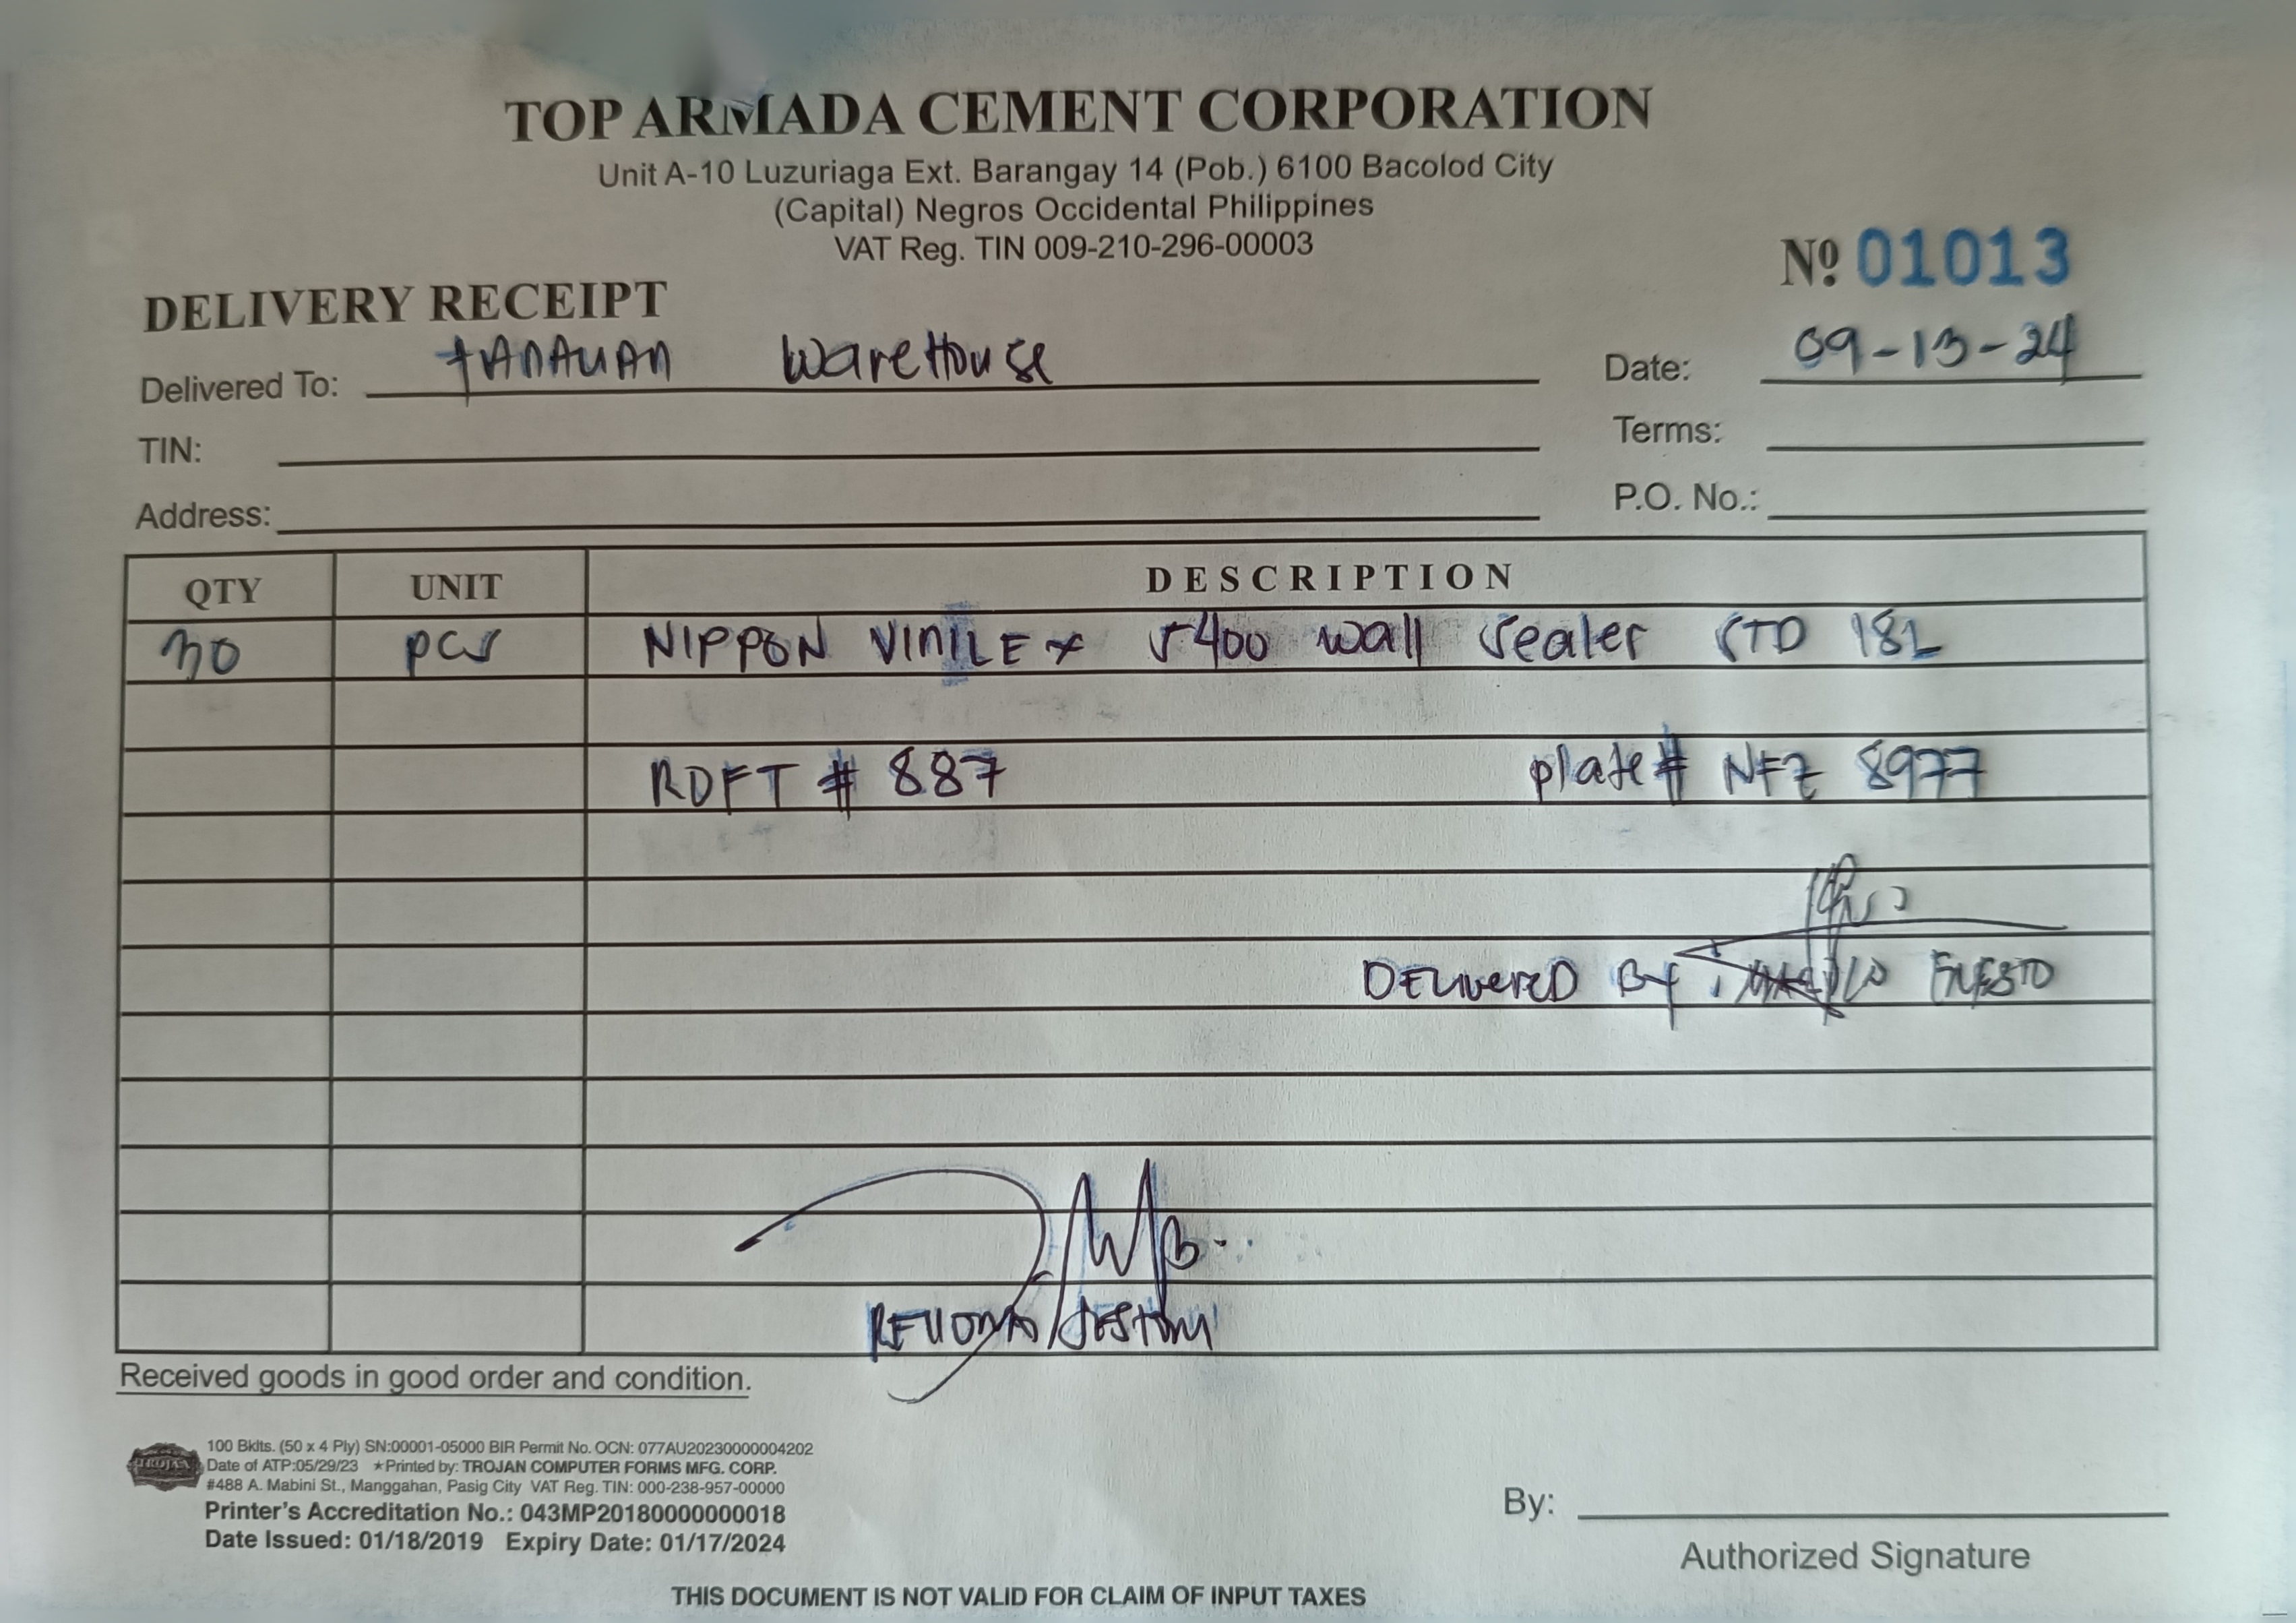 TOP ARMADA CEMENT CORPORATION
Unit A-10 Luzuriaga Ext. Barangay 14 (Pob.) 6100 Bacolod City
(Capital) Negros Occidental Philippines
VAT Reg. TIN 009-210-296-00003
Nº 01013
DELIVERY RECEIPT
Delivered To: TANAUAN WareHouse
Date: 09-13-24
TIN:
Terms:
Address:
P.O. No.:
QTY UNIT DESCRIPTION
30 pcs NIPPON VINILEX 5400 wall sealer STD 18L
RDFT # 887 plate# NFZ 8977
DELIVERED By:
Received goods in good order and condition.
TROJAN
100 Bklts. (50 x 4 Ply) SN:00001-05000 BIR Permit No. OCN: 077AU20230000004202
Date of ATP:05/29/23 ★Printed by: TROJAN COMPUTER FORMS MFG. CORP.
#488 A. Mabini St., Manggahan, Pasig City VAT Reg. TIN: 000-238-957-00000
Printer's Accreditation No.: 043MP20180000000018
Date Issued: 01/18/2019 Expiry Date: 01/17/2024
By:
Authorized Signature
THIS DOCUMENT IS NOT VALID FOR CLAIM OF INPUT TAXES